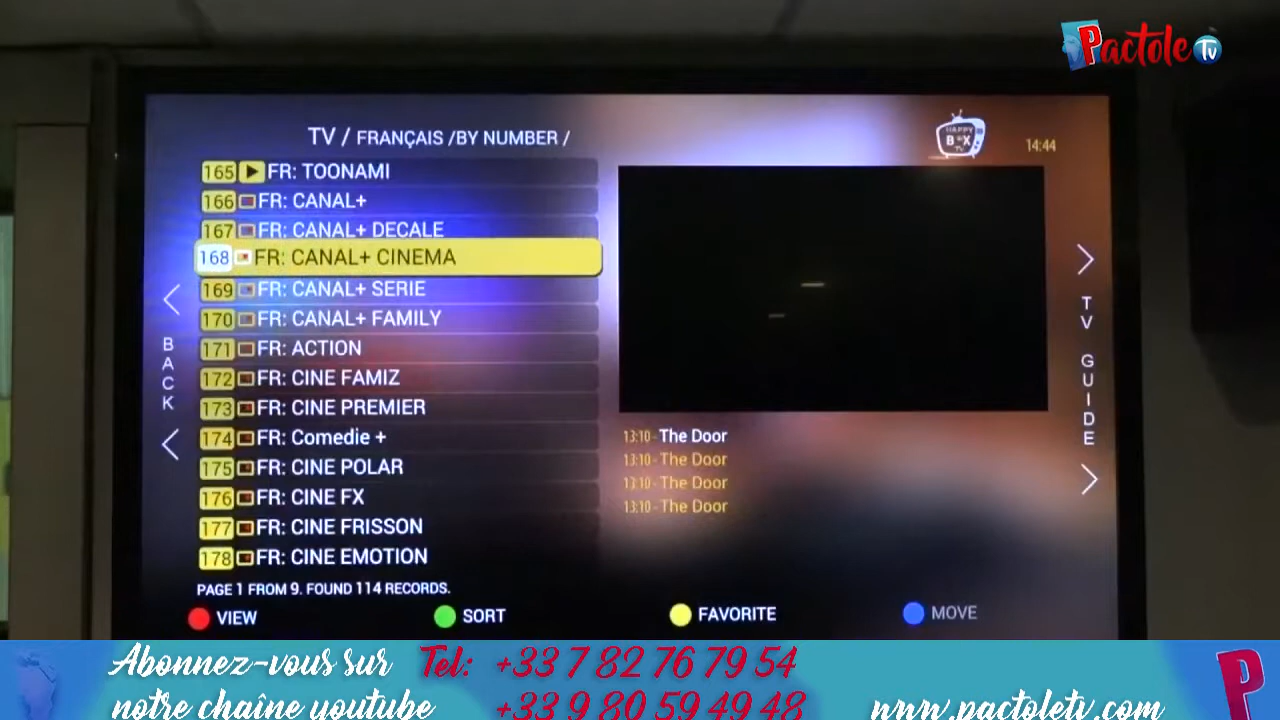 Pactole Tv
TV / FRANÇAIS /BY NUMBER /
HAPPY
BOX
TV
14:44
165 FR: TOONAMI
166 FR: CANAL+
167 FR: CANAL+ DECALE
168 FR: CANAL+ CINEMA
169 FR: CANAL+ SERIE
170 FR: CANAL+ FAMILY
171 FR: ACTION
172 FR: CINE FAMIZ
173 FR: CINE PREMIER
174 FR: Comedie +
175 FR: CINE POLAR
176 FR: CINE FX
177 FR: CINE FRISSON
178 FR: CINE EMOTION
BACK
TV GUIDE
13:10- The Door
13:10- The Door
13:10- The Door
13:10- The Door
PAGE 1 FROM 9. FOUND 114 RECORDS.
VIEW SORT FAVORITE MOVE
Abonnez-vous sur Tel: +33 7 82 76 79 54
notre chaîne youtube +33 9 80 59 49 48 www.pactoletv.com
P